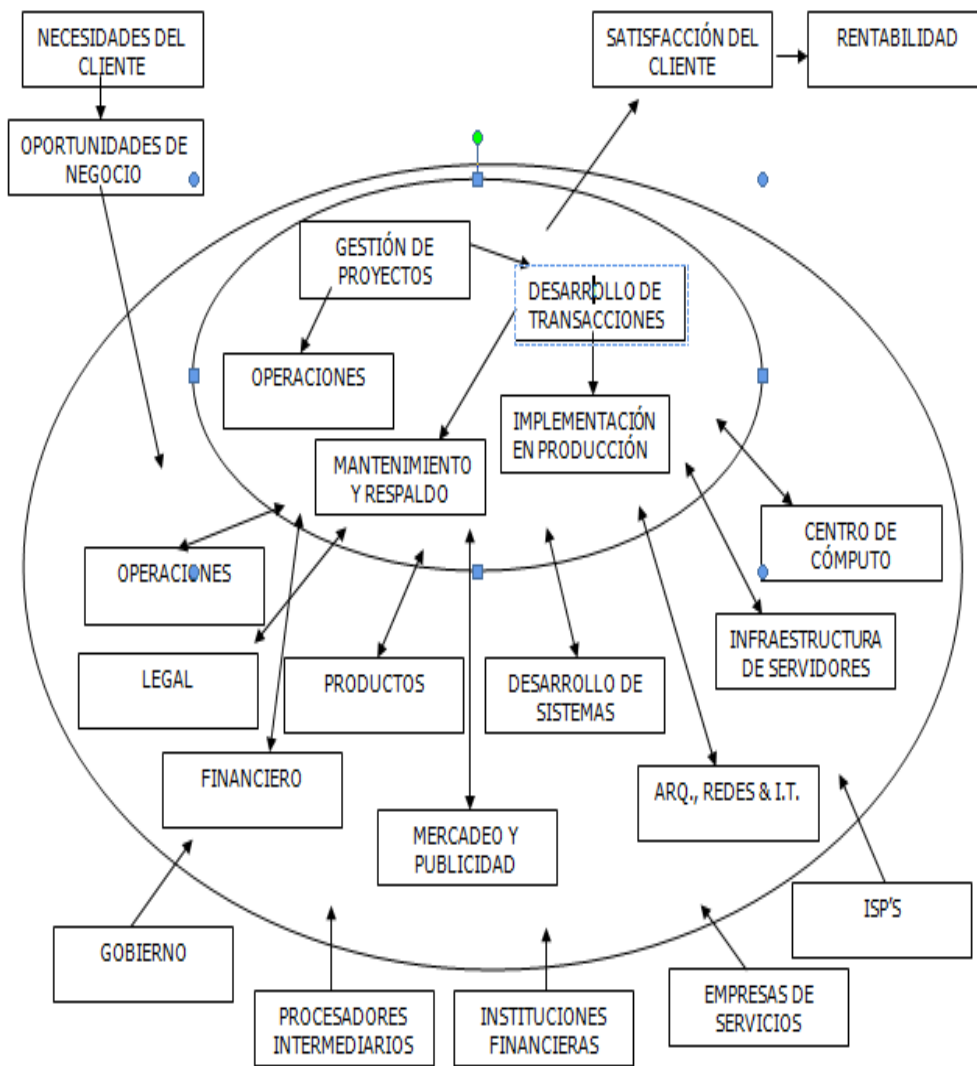 NECESIDADES DEL
CLIENTE
SATISFACCIÓN DEL
CLIENTE
RENTABILIDAD
OPORTUNIDADES DE
NEGOCIO
GESTIÓN DE
PROYECTOS
DESARROLLO DE
TRANSACCIONES
OPERACIONES
IMPLEMENTACIÓN
EN PRODUCCIÓN
MANTENIMIENTO
Y RESPALDO
CENTRO DE
CÓMPUTO
OPERACIONES
INFRAESTRUCTURA
DE SERVIDORES
LEGAL
PRODUCTOS
DESARROLLO DE
SISTEMAS
FINANCIERO
ARQ., REDES & I.T.
MERCADEO Y
PUBLICIDAD
ISP'S
GOBIERNO
EMPRESAS DE
SERVICIOS
PROCESADORES
INTERMEDIARIOS
INSTITUCIONES
FINANCIERAS